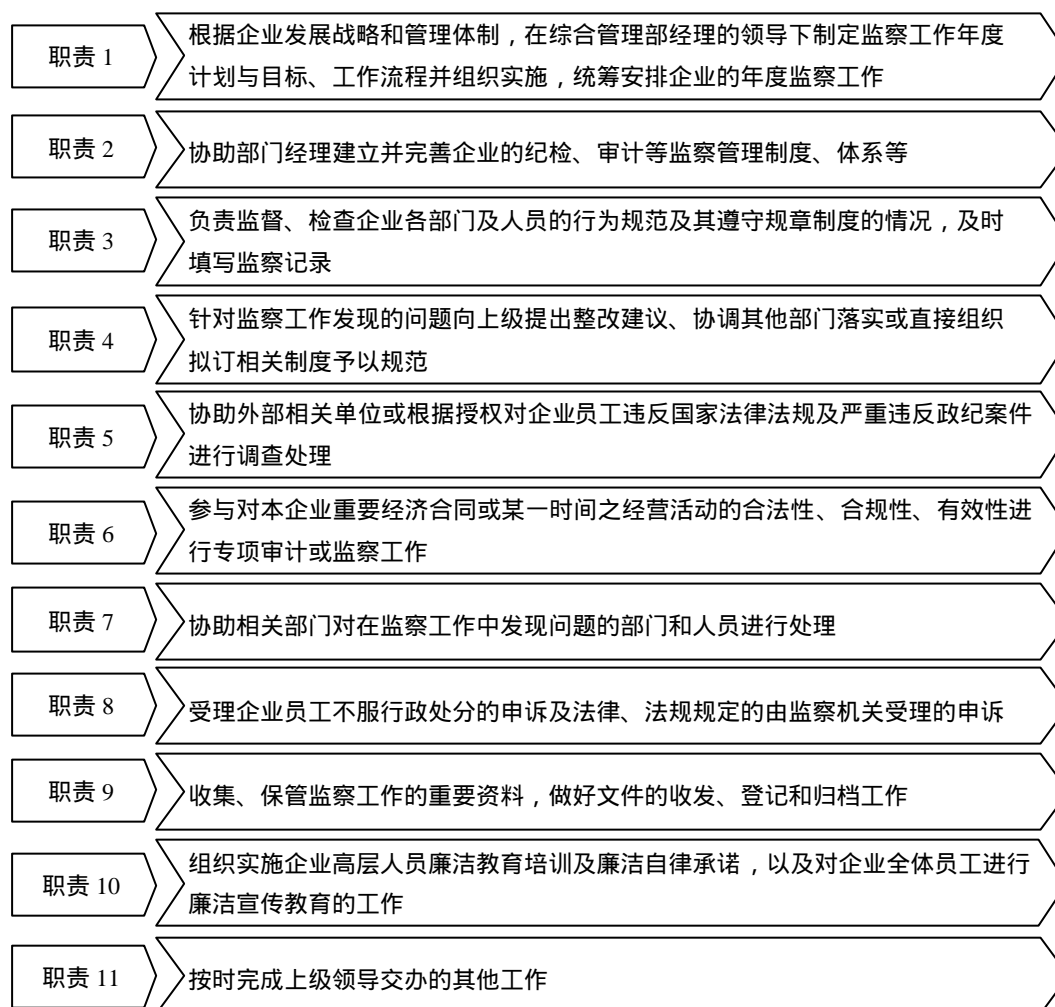 职责 1
根据企业发展战略和管理体制，在综合管理部经理的领导下制定监察工作年度
计划与目标、工作流程并组织实施，统筹安排企业的年度监察工作
职责 2
协助部门经理建立并完善企业的纪检、审计等监察管理制度、体系等
职责 3
负责监督、检查企业各部门及人员的行为规范及其遵守规章制度的情况，及时
填写监察记录
职责 4
针对监察工作发现的问题向上级提出整改建议、协调其他部门落实或直接组织
拟订相关制度予以规范
职责 5
协助外部相关单位或根据授权对企业员工违反国家法律法规及严重违反政纪案件
进行调查处理
职责 6
参与对本企业重要经济合同或某一时间之经营活动的合法性、合规性、有效性进
行专项审计或监察工作
职责 7
协助相关部门对在监察工作中发现问题的部门和人员进行处理
职责 8
受理企业员工不服行政处分的申诉及法律、法规规定的由监察机关受理的申诉
职责 9
收集、保管监察工作的重要资料，做好文件的收发、登记和归档工作
职责 10
组织实施企业高层人员廉洁教育培训及廉洁自律承诺，以及对企业全体员工进行
廉洁宣传教育的工作
职责 11
按时完成上级领导交办的其他工作